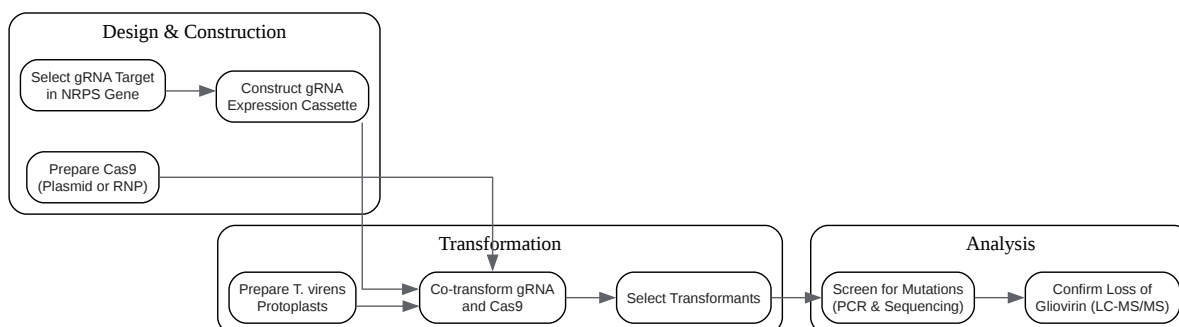 Design & Construction
Select gRNA Target
in NRPS Gene
Construct gRNA
Expression Cassette
Prepare Cas9
(Plasmid or RNP)
Transformation
Prepare T. virens
Protoplasts
Co-transform gRNA
and Cas9
Select Transformants
Analysis
Screen for Mutations
(PCR & Sequencing)
Confirm Loss of
Gliovirin (LC-MS/MS)